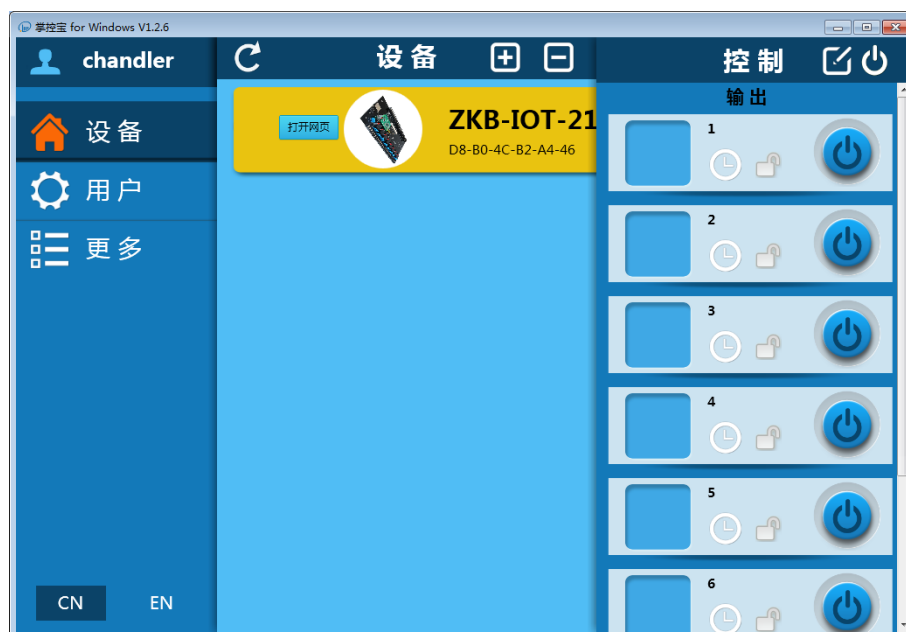 掌控宝 for Windows V1.2.6
chandler
设备
用户
更多
CN EN
设备
打开网页
ZKB-IOT-21
D8-B0-4C-B2-A4-46
控制
输出
1
2
3
4
5
6